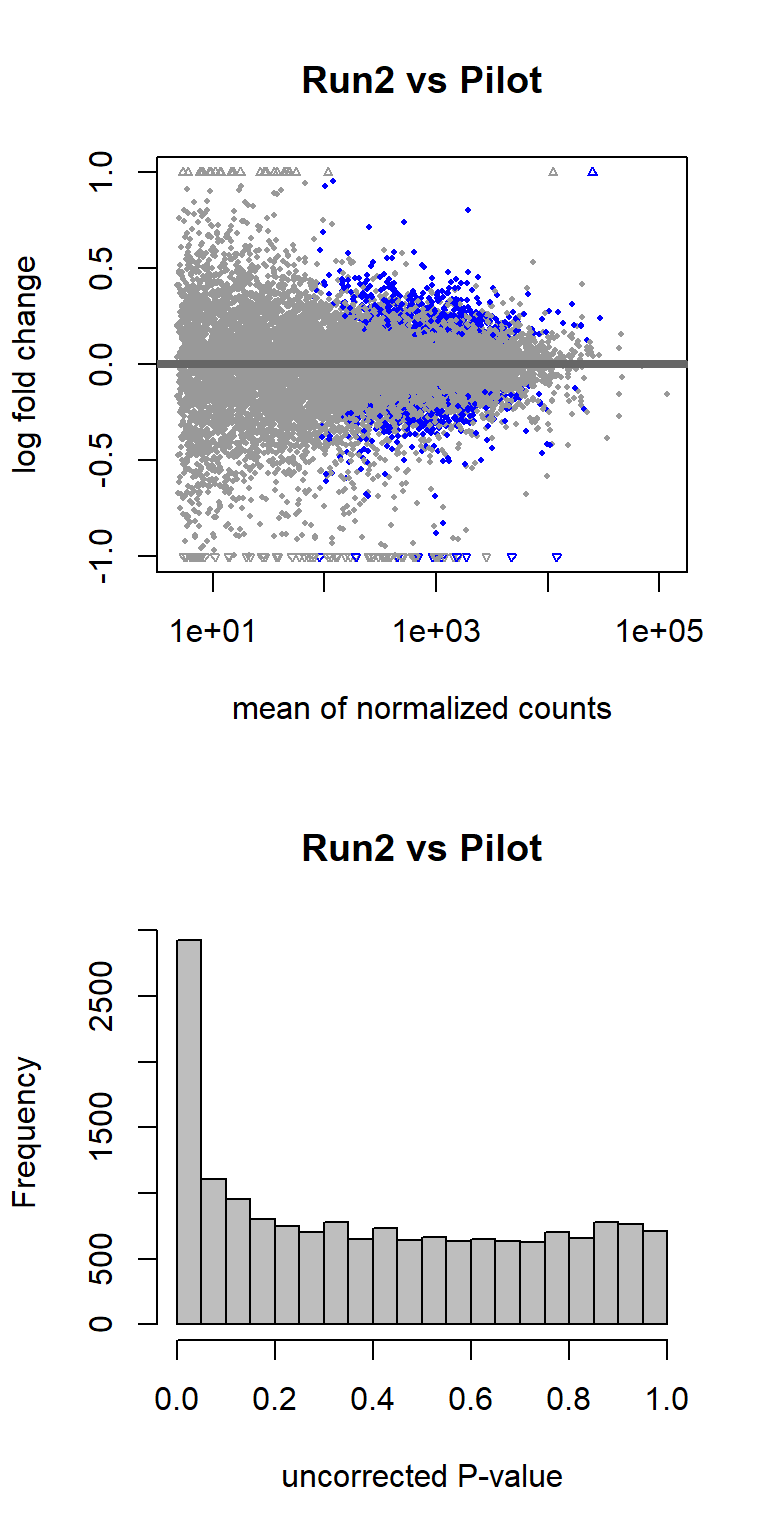 Run2 vs Pilot
1.0
0.5
0.0
-0.5
-1.0
log fold change
1e+01 1e+03 1e+05
mean of normalized counts
Run2 vs Pilot
2500
1500
500
0
Frequency
0.0 0.2 0.4 0.6 0.8 1.0
uncorrected P-value